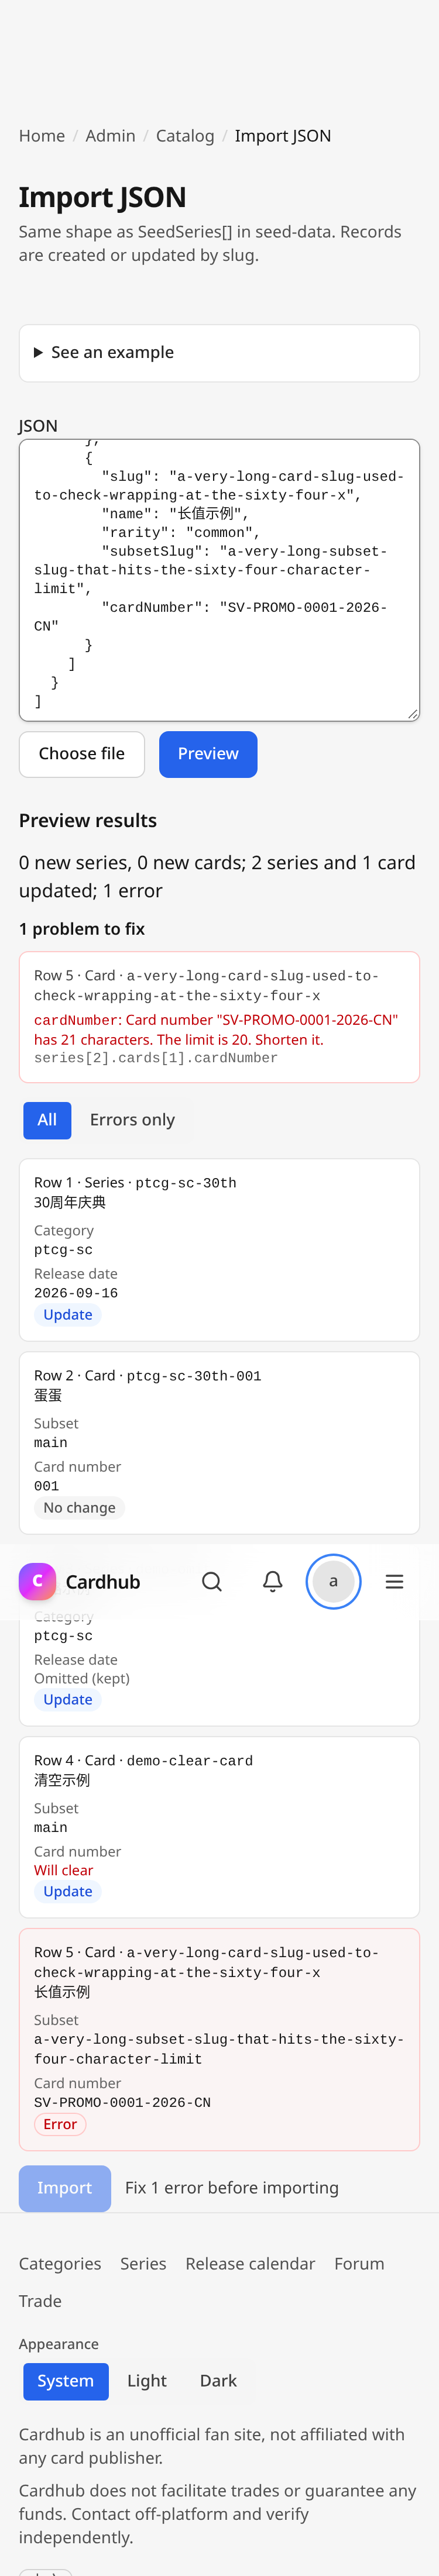 Home / Admin / Catalog / Import JSON
Import JSON
Same shape as SeedSeries[] in seed-data. Records
are created or updated by slug.
▶ See an example
JSON
},
{
"slug": "a-very-long-card-slug-used-
to-check-wrapping-at-the-sixty-four-x",
"name": "长值示例",
"rarity": "common",
"subsetSlug": "a-very-long-subset-
slug-that-hits-the-sixty-four-character-
limit",
"cardNumber": "SV-PROMO-0001-2026-
CN"
}
]
}
]
Choose file Preview
Preview results
0 new series, 0 new cards; 2 series and 1 card
updated; 1 error
1 problem to fix
Row 5 · Card · a-very-long-card-slug-used-to-
check-wrapping-at-the-sixty-four-x
cardNumber: Card number "SV-PROMO-0001-2026-CN"
has 21 characters. The limit is 20. Shorten it.
series[2].cards[1].cardNumber
All Errors only
Row 1 · Series · ptcg-sc-30th
30周年庆典
Category
ptcg-sc
Release date
2026-09-16
Update
Row 2 · Card · ptcg-sc-30th-001
蛋蛋
Subset
main
Card number
001
No change
C Cardhub a
Category
ptcg-sc
Release date
Omitted (kept)
Update
Row 4 · Card · demo-clear-card
清空示例
Subset
main
Card number
Will clear
Update
Row 5 · Card · a-very-long-card-slug-used-to-
check-wrapping-at-the-sixty-four-x
长值示例
Subset
a-very-long-subset-slug-that-hits-the-sixty-
four-character-limit
Card number
SV-PROMO-0001-2026-CN
Error
Import Fix 1 error before importing
Categories Series Release calendar Forum
Trade
Appearance
System Light Dark
Cardhub is an unofficial fan site, not affiliated with
any card publisher.
Cardhub does not facilitate trades or guarantee any
funds. Contact off-platform and verify
independently.